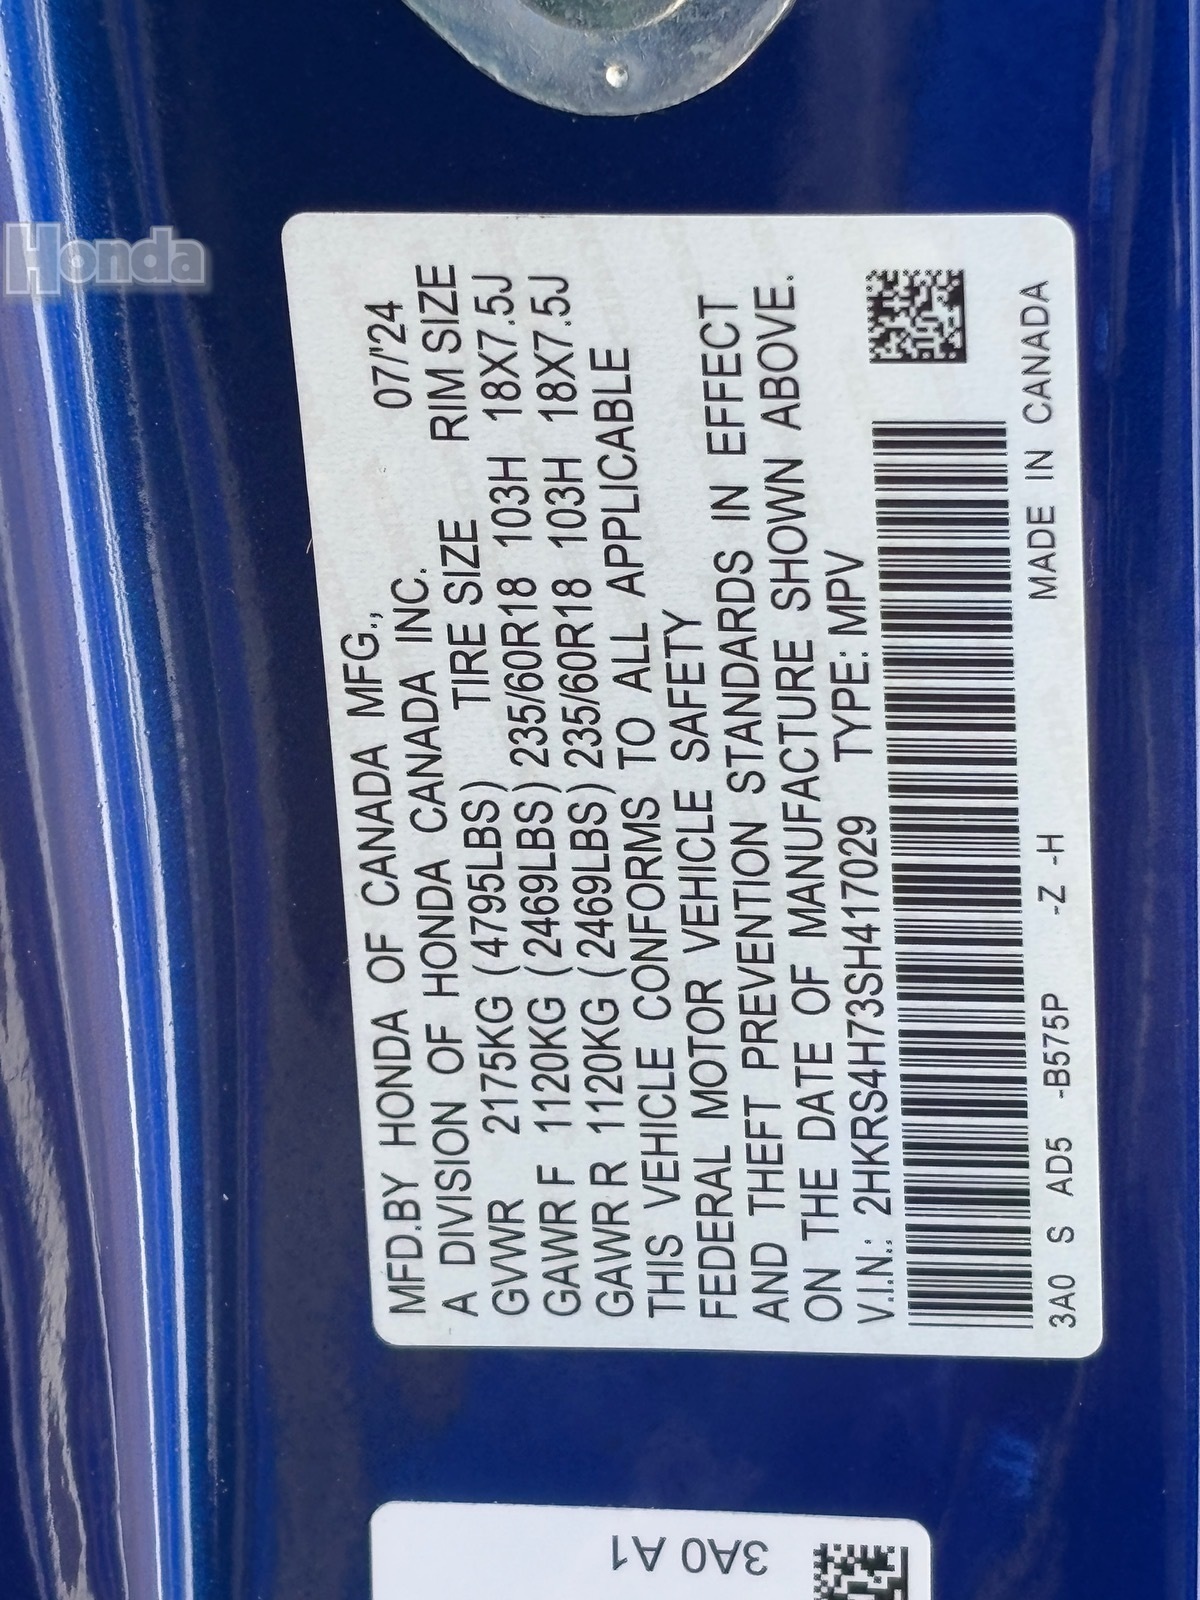 Honda
MFD.BY HONDA OF CANADA MFG., 07/'24
A DIVISION OF HONDA CANADA INC.
TIRE SIZE RIM SIZE
GVWR 2175KG (4795LBS)
GAWR F 1120KG (2469LBS) 235/60R18 103H 18X7.5J
GAWR R 1120KG (2469LBS) 235/60R18 103H 18X7.5J
THIS VEHICLE CONFORMS TO ALL APPLICABLE
FEDERAL MOTOR VEHICLE SAFETY
AND THEFT PREVENTION STANDARDS IN EFFECT
ON THE DATE OF MANUFACTURE SHOWN ABOVE.
V.I.N.: 2HKRS4H73SH417029 TYPE: MPV
MADE IN CANADA
3A0 S AD5 -B575P -Z -H
3A0 A1